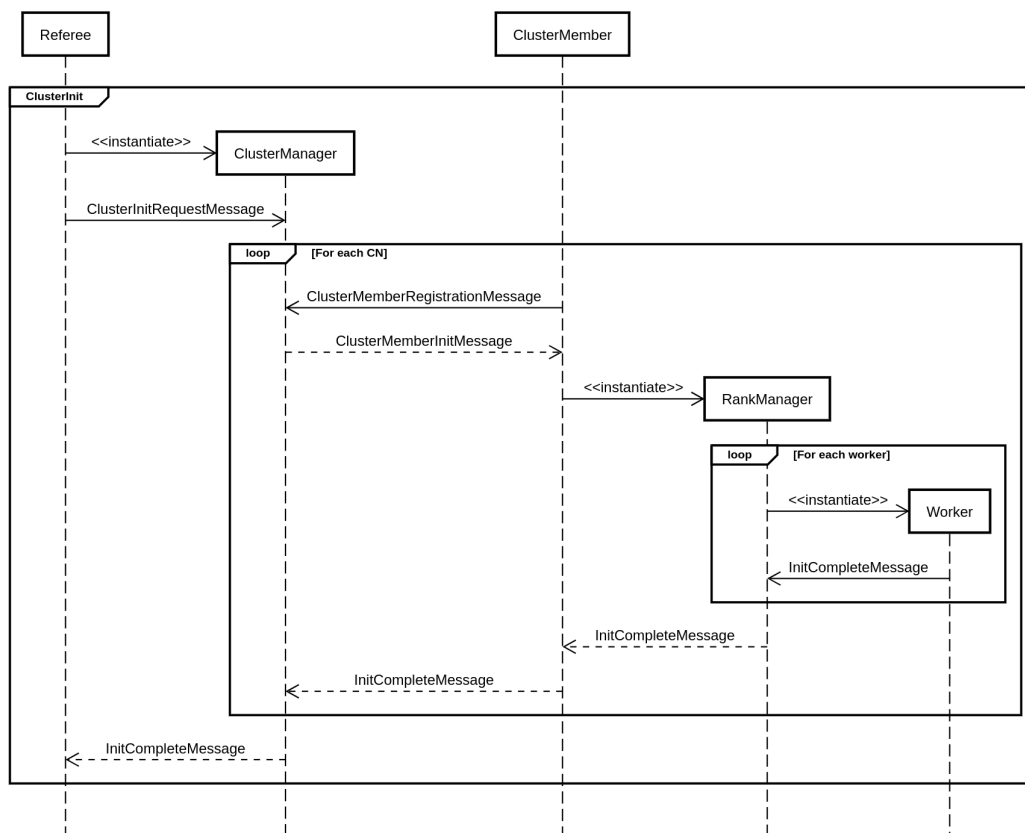 Referee
ClusterMember
ClusterInit
<<instantiate>>
ClusterManager
ClusterInitRequestMessage
loop
[For each CN]
ClusterMemberRegistrationMessage
ClusterMemberInitMessage
<<instantiate>>
RankManager
loop
[For each worker]
<<instantiate>>
Worker
InitCompleteMessage
InitCompleteMessage
InitCompleteMessage
InitCompleteMessage